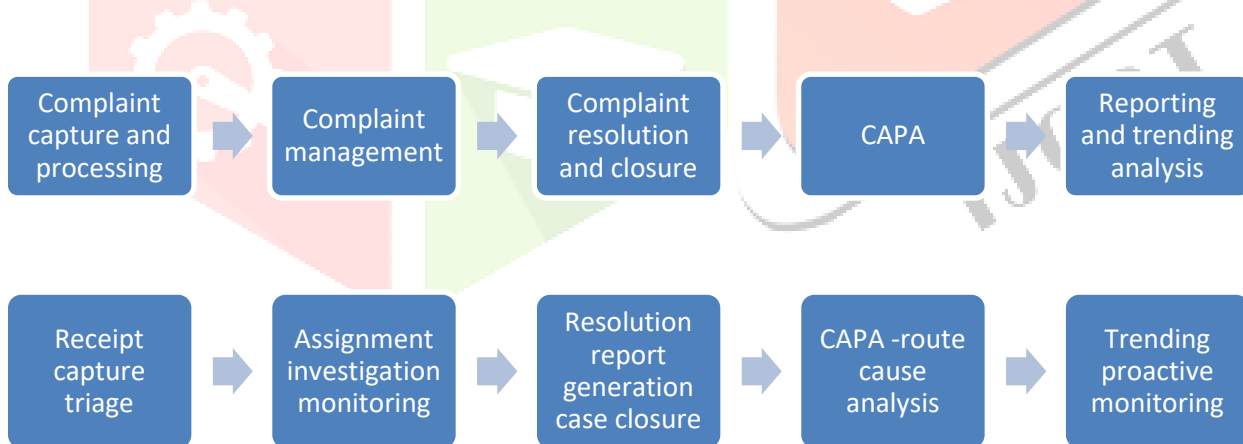 Complaint
capture and
processing
Complaint
management
Complaint
resolution
and closure
CAPA
Reporting
and trending
analysis
Receipt
capture
triage
Assignment
investigation
monitoring
Resolution
report
generation
case closure
CAPA -route
cause
analysis
Trending
proactive
monitoring